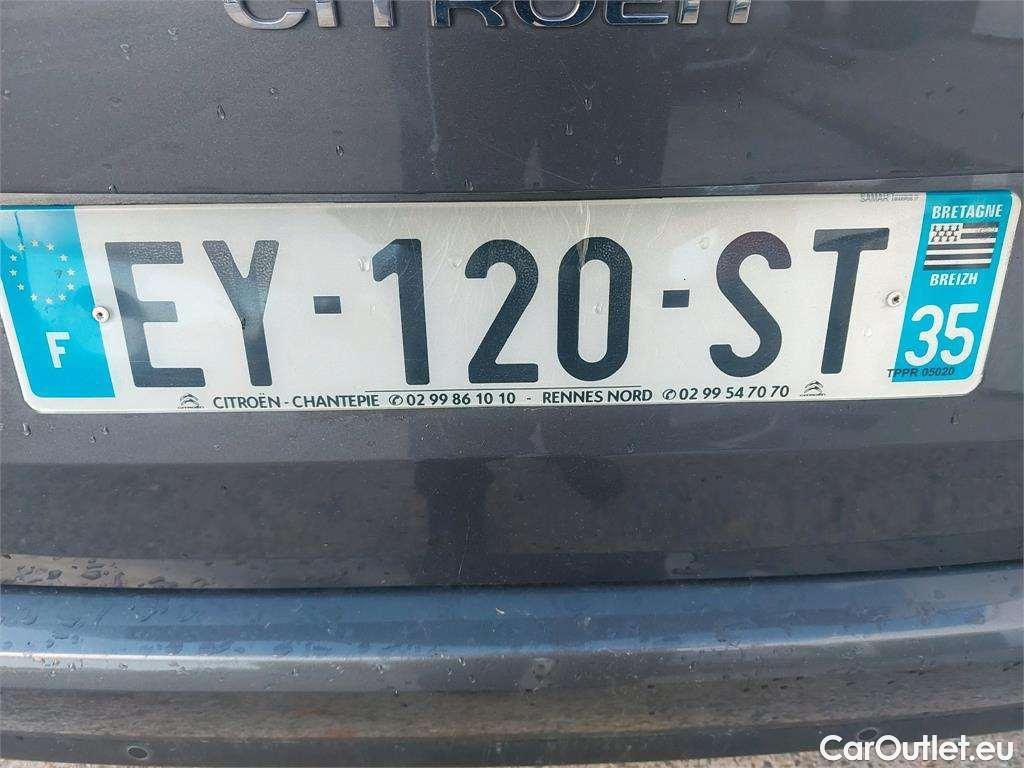 CITROËN
BRETAGNE
BREIZH
F
EY-120-ST
35
TPPR 05020
CITROËN - CHANTEPIE ✆ 02 99 86 10 10 - RENNES NORD ✆ 02 99 54 70 70
CarOutlet.eu